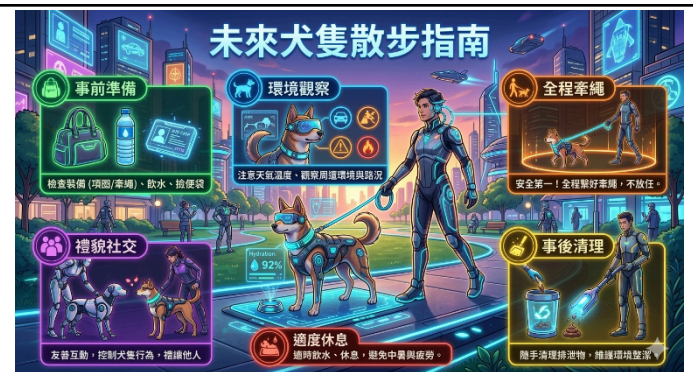 未來犬隻散步指南
事前準備
檢查裝備 (項圈/牽繩)、飲水、撿便袋
環境觀察
注意天氣溫度、觀察周遭環境與路況
全程牽繩
安全第一！全程繫好牽繩，不放任。
Hydration:
92%
禮貌社交
友善互動，控制犬隻行為，禮讓他人
適度休息
適時飲水、休息，避免中暑與疲勞。
事後清理
隨手清理排泄物，維護環境整潔